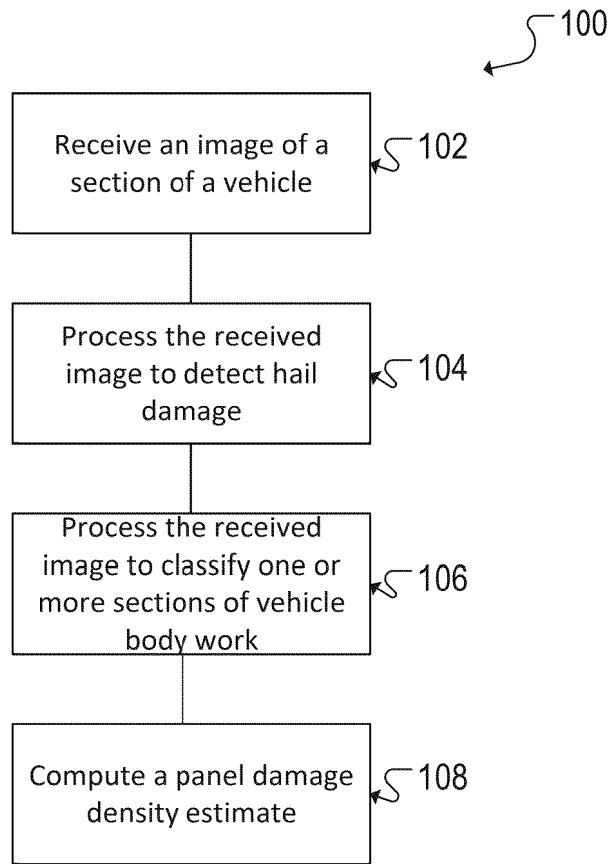 100
Receive an image of a
section of a vehicle
102
Process the received
image to detect hail
damage
104
Process the received
image to classify one or
more sections of vehicle
body work
106
Compute a panel damage
density estimate
108